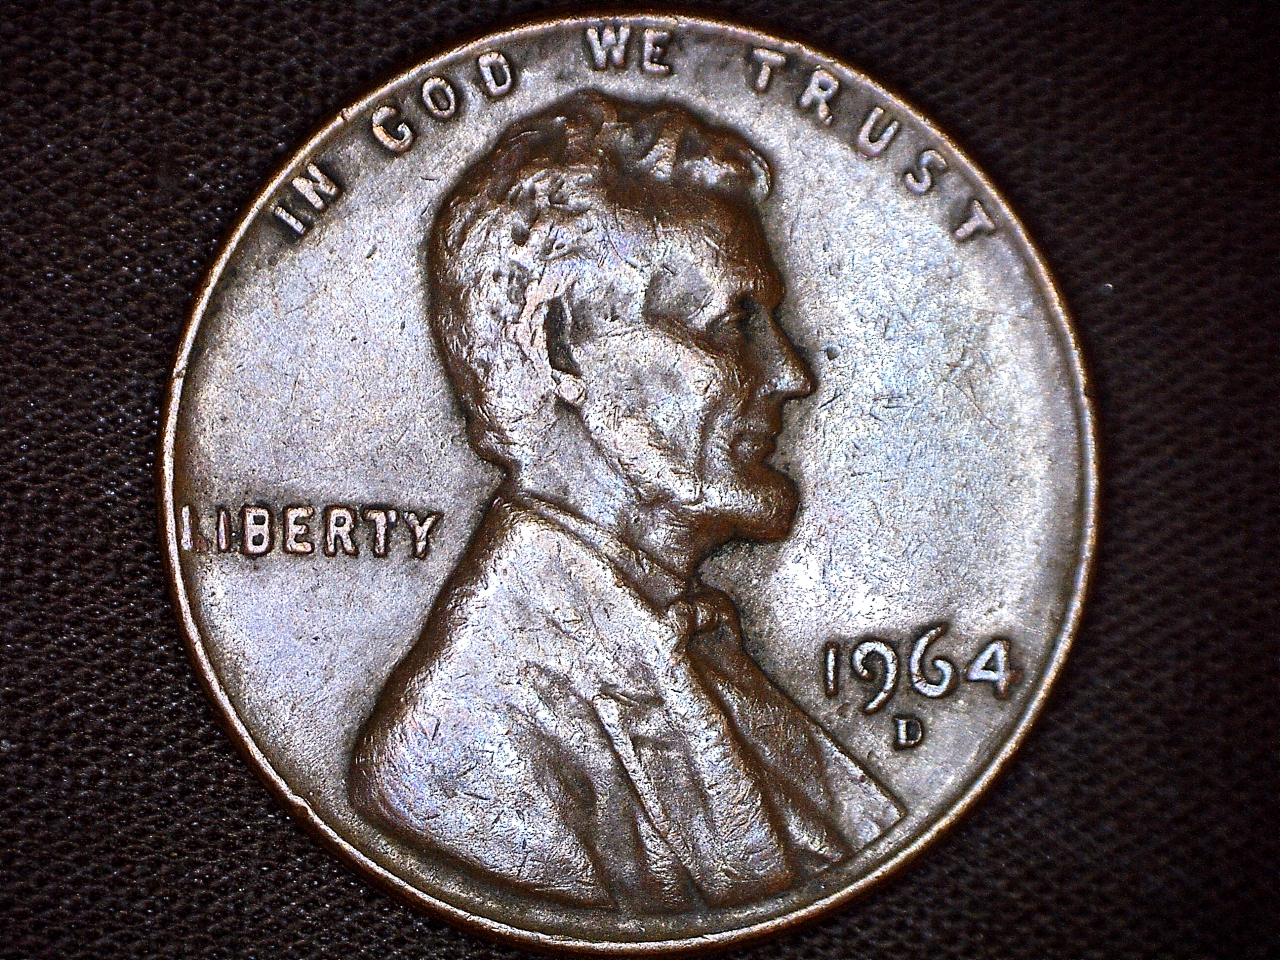 IN GOD WE TRUST
LIBERTY
1964
D